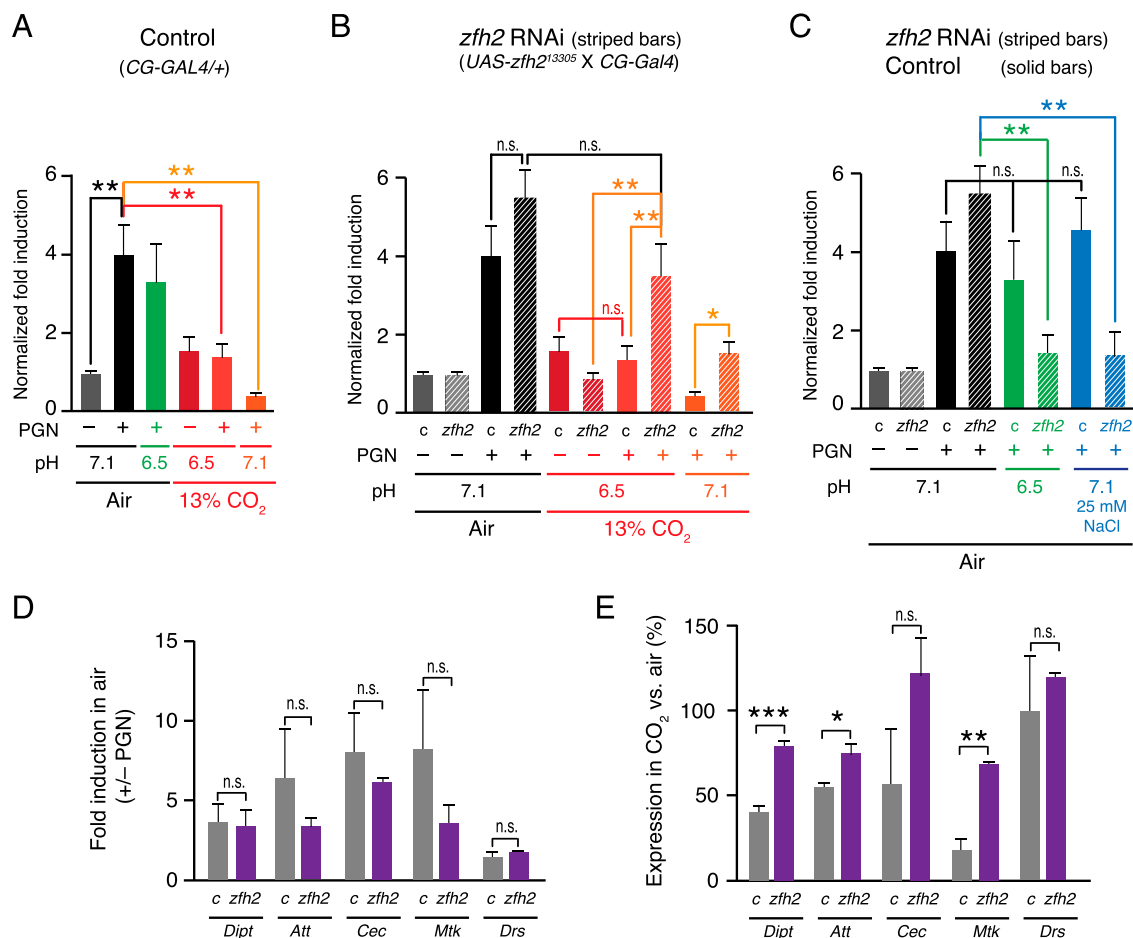 A
Control
(CG-GAL4/+)
Normalized fold induction
6
4
2
0
**
**
**
PGN − + + − + +
pH 7.1 6.5 6.5 7.1
Air 13% CO2
B
zfh2 RNAi (striped bars)
(UAS-zfh213305 X CG-Gal4)
Normalized fold induction
6
4
2
0
n.s.
n.s.
n.s.
**
**
*
c zfh2 c zfh2 c zfh2 c zfh2 c zfh2
PGN − − + + − − + + + +
pH 7.1 6.5 7.1
Air 13% CO2
C
zfh2 RNAi (striped bars)
Control (solid bars)
Normalized fold induction
6
4
2
0
**
**
n.s. n.s.
c zfh2 c zfh2 c zfh2 c zfh2
PGN − − + + + + + +
pH 7.1 6.5 7.1
25 mM
NaCl
Air
D
Fold induction in air
(+/− PGN)
15
10
5
0
n.s. n.s. n.s. n.s. n.s.
c zfh2 c zfh2 c zfh2 c zfh2 c zfh2
Dipt Att Cec Mtk Drs
E
Expression in CO2 vs. air (%)
150
100
50
0
*** * n.s. ** n.s.
c zfh2 c zfh2 c zfh2 c zfh2 c zfh2
Dipt Att Cec Mtk Drs